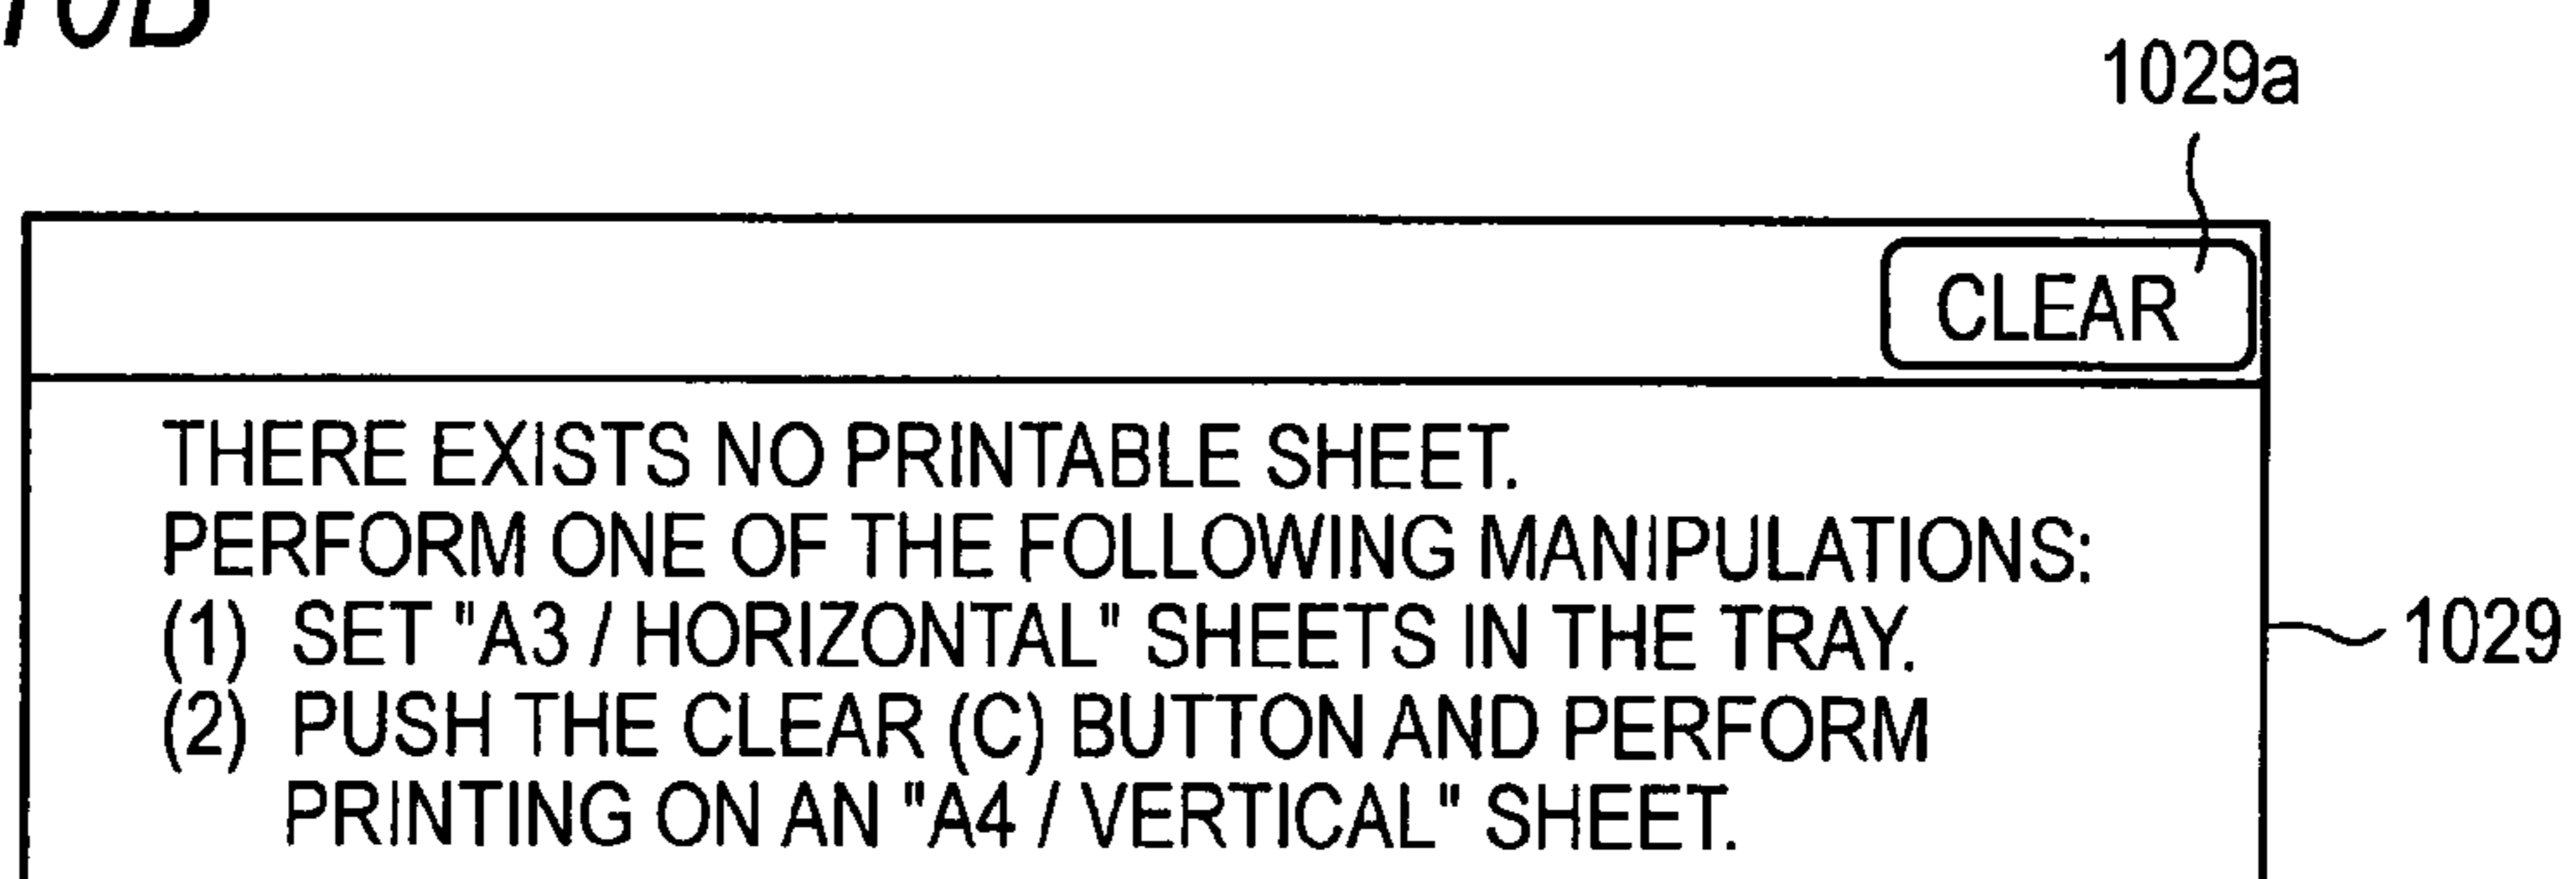 10B
1029a
CLEAR
THERE EXISTS NO PRINTABLE SHEET.
PERFORM ONE OF THE FOLLOWING MANIPULATIONS:
(1) SET "A3 / HORIZONTAL" SHEETS IN THE TRAY.
1029
(2) PUSH THE CLEAR (C) BUTTON AND PERFORM
PRINTING ON AN "A4 / VERTICAL" SHEET.